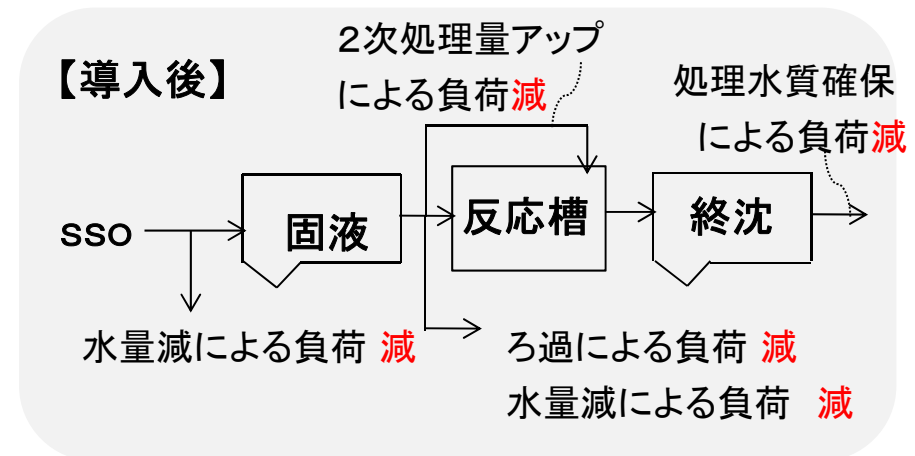 【導入後】
２次処理量アップ
による負荷減
処理水質確保
による負荷減
SSO
固液
反応槽
終沈
水量減による負荷 減
ろ過による負荷 減
水量減による負荷　減